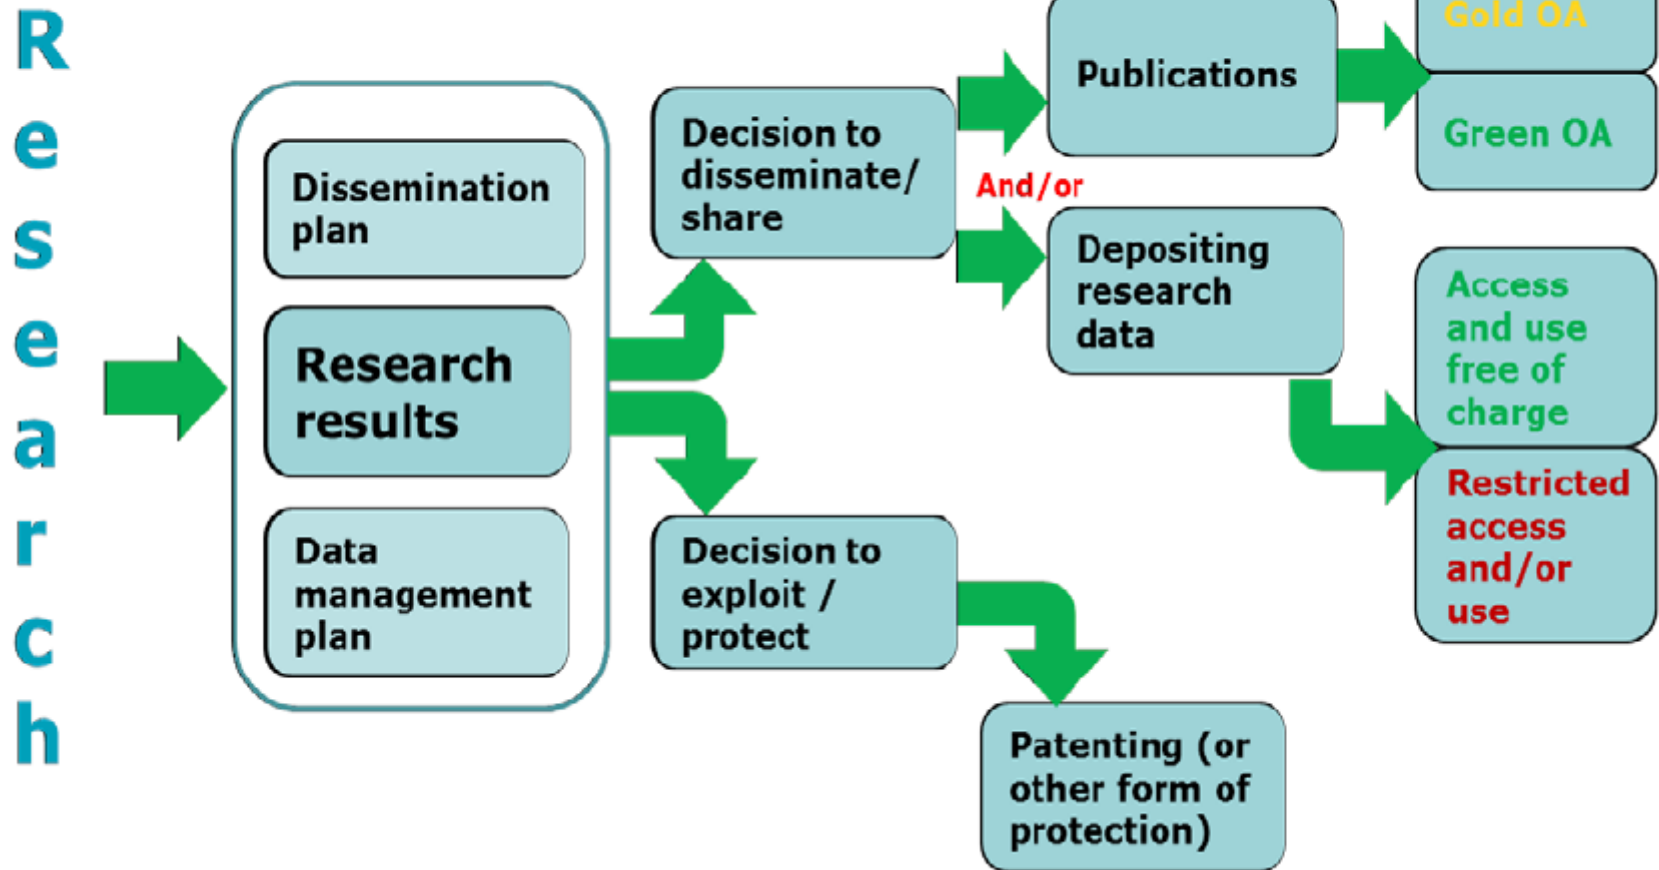 Research
Dissemination
plan
Research
results
Data
management
plan
Decision to
disseminate/
share
Decision to
exploit /
protect
And/or
Publications
Depositing
research
data
Patenting (or
other form of
protection)
Gold OA
Green OA
Access
and use
free of
charge
Restricted
access
and/or
use